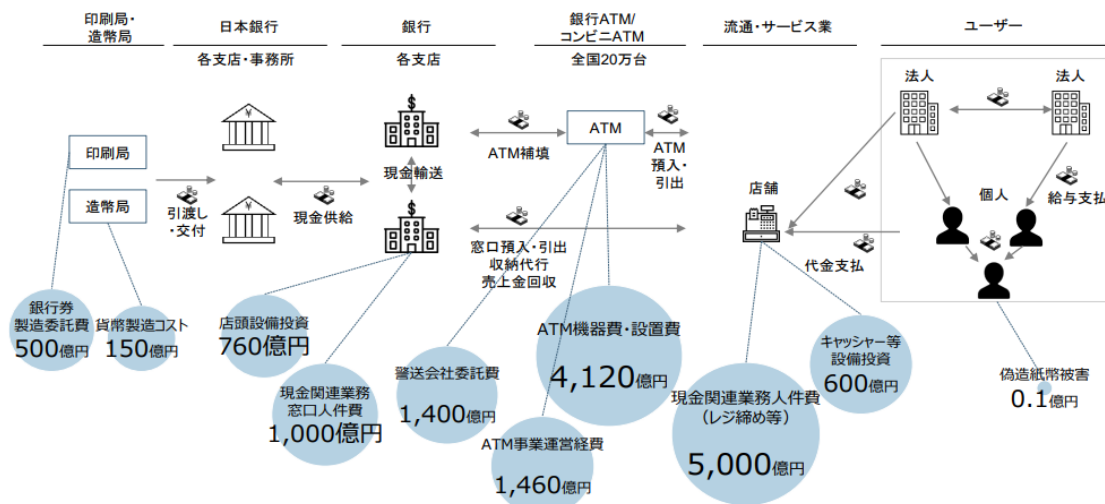 印刷局・
造幣局
日本銀行
銀行
銀行ATM/
コンビニATM
流通・サービス業
ユーザー
各支店・事務所
各支店
全国20万台
法人
法人
印刷局
造幣局
引渡し
・交付
現金供給
現金輸送
ATM補填
ATM
ATM
預入・
引出
窓口預入・引出
収納代行
売上金回収
店舗
代金支払
個人
給与支払
銀行券
製造委託費
500億円
貨幣製造コスト
150億円
店頭設備投資
760億円
現金関連業務
窓口人件費
1,000億円
警送会社委託費
1,400億円
ATM機器費・設置費
4,120億円
ATM事業運営経費
1,460億円
現金関連業務人件費
（レジ締め等）
5,000億円
キャッシャー等
設備投資
600億円
偽造紙幣被害
0.1億円